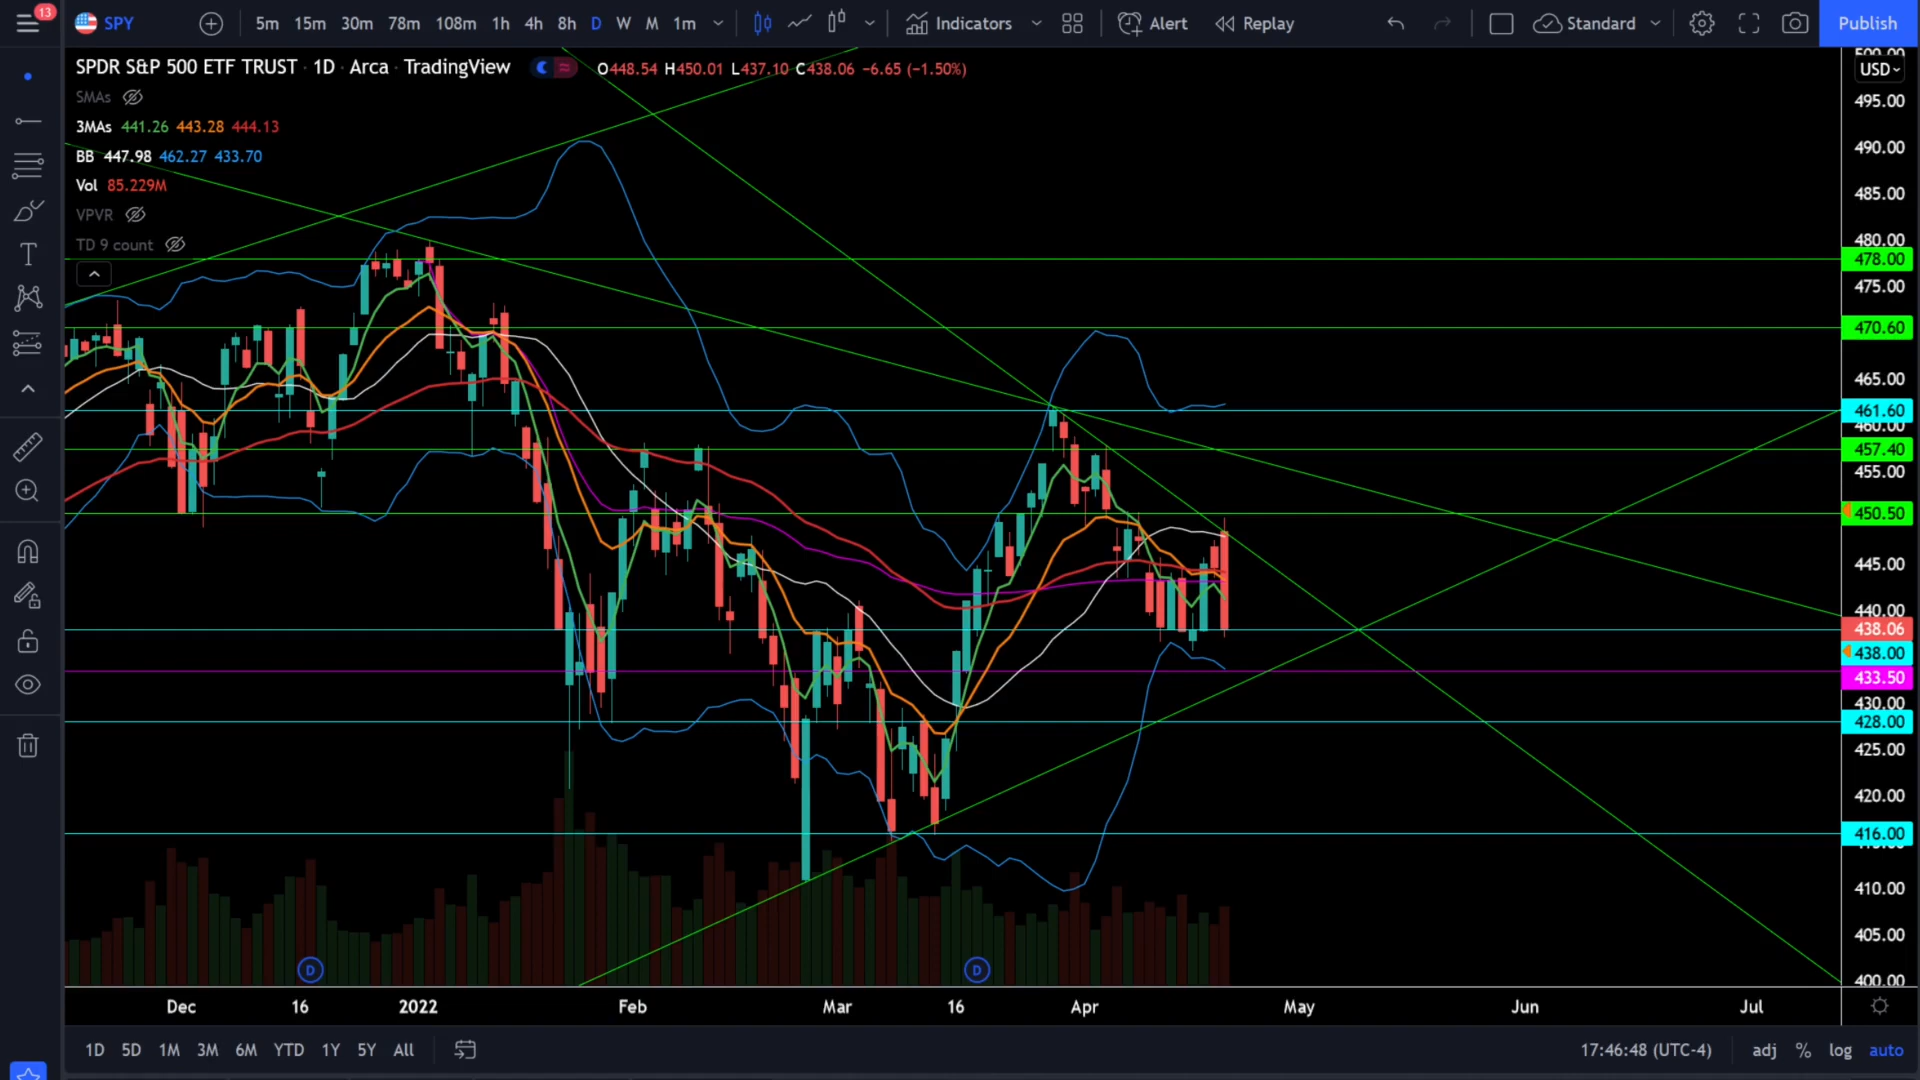 13
SPY 5m 15m 30m 78m 108m 1h 4h 8h D W M 1m Indicators Alert Replay Standard Publish
SPDR S&P 500 ETF TRUST · 1D · Arca · TradingView O448.54 H450.01 L437.10 C438.06 −6.65 (−1.50%)
SMAs
3MAs 441.26 443.28 444.13
BB 447.98 462.27 433.70
Vol 85.229M
VPVR
TD 9 count
T
500.00
USD
495.00
490.00
485.00
480.00
478.00
475.00
470.60
465.00
461.60
460.00
457.40
455.00
450.50
445.00
440.00
438.06
438.00
433.50
430.00
428.00
425.00
420.00
416.00
410.00
405.00
400.00
D D
Dec 16 2022 Feb Mar 16 Apr May Jun Jul
1D 5D 1M 3M 6M YTD 1Y 5Y All 17:46:48 (UTC-4) adj % log auto